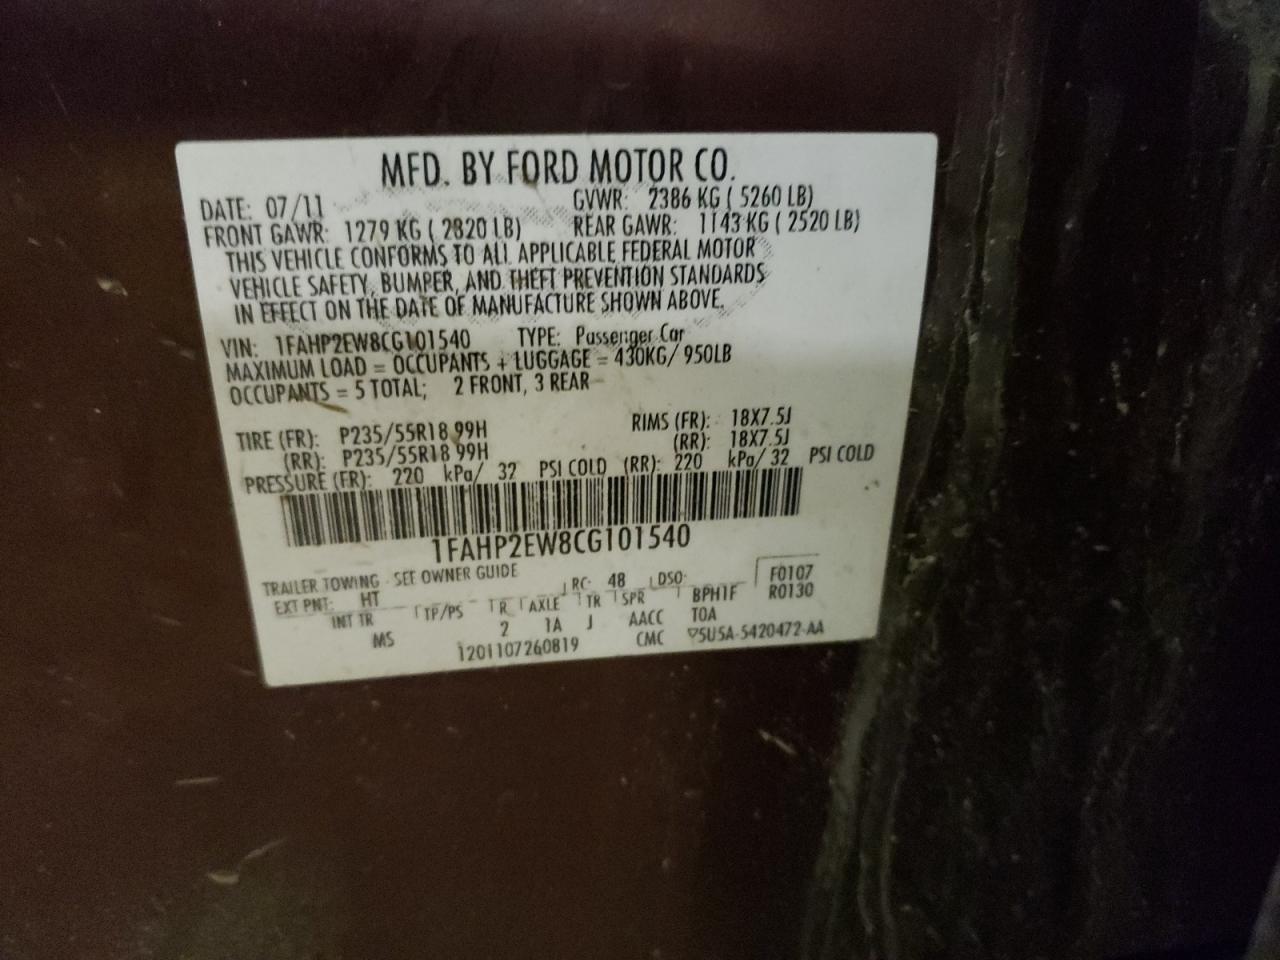 MFD. BY FORD MOTOR CO.
DATE: 07/11 GVWR: 2386 KG ( 5260 LB)
FRONT GAWR: 1279 KG ( 2820 LB) REAR GAWR: 1143 KG ( 2520 LB)
THIS VEHICLE CONFORMS TO ALL APPLICABLE FEDERAL MOTOR
VEHICLE SAFETY, BUMPER, AND THEFT PREVENTION STANDARDS
IN EFFECT ON THE DATE OF MANUFACTURE SHOWN ABOVE.
VIN: 1FAHP2EW8CG101540 TYPE: Passenger Car
MAXIMUM LOAD = OCCUPANTS + LUGGAGE = 430KG/ 950LB
OCCUPANTS = 5 TOTAL; 2 FRONT, 3 REAR
TIRE (FR): P235/55R18 99H RIMS (FR): 18X7.5J
(RR): P235/55R18 99H (RR): 18X7.5J
PRESSURE (FR): 220 kPa/ 32 PSI COLD (RR): 220 kPa/ 32 PSI COLD
1FAHP2EW8CG101540
TRAILER TOWING - SEE OWNER GUIDE F0107
EXT PNT: HT RC: 48 DSO: R0130
INT TR TP/PS R AXLE TR SPR BPH1F
MS 2 1A J AACC TOA
1201107260819 CMC ▽5U5A-5420472-AA